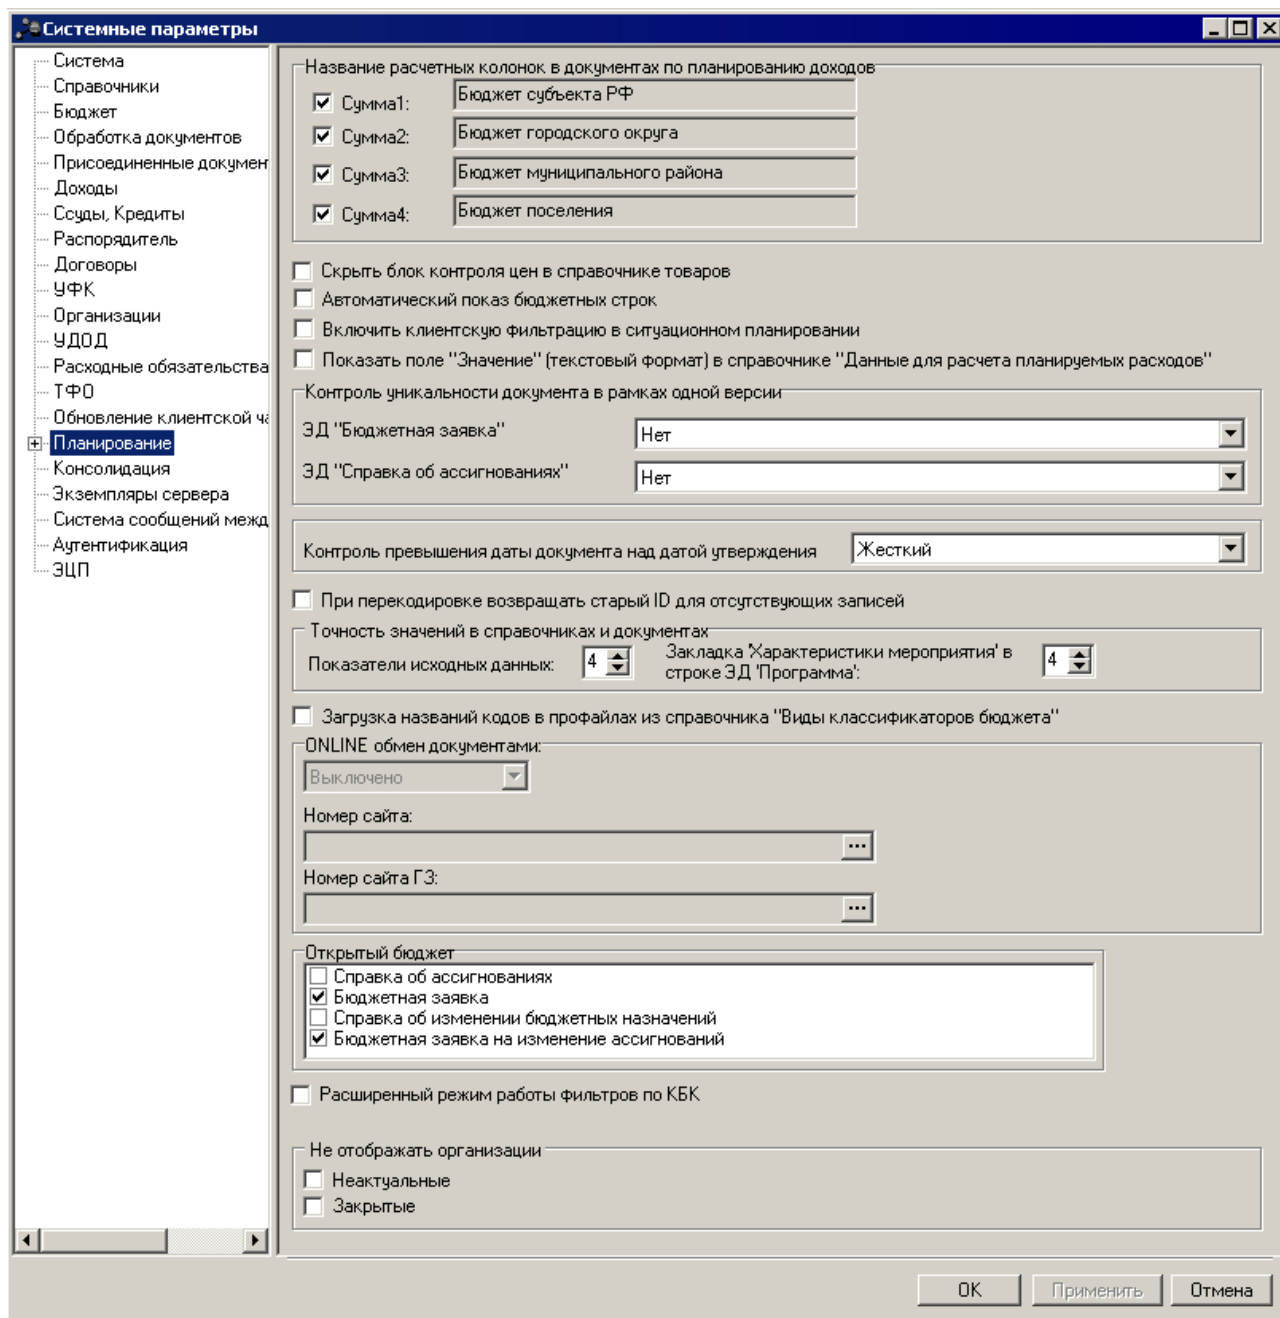 Системные параметры
Система
Справочники
Бюджет
Обработка документов
Присоединенные документ
Доходы
Ссуды, Кредиты
Распорядитель
Договоры
УФК
Организации
УДОД
Расходные обязательства
ТФО
Обновление клиентской ча
Планирование
Консолидация
Экземпляры сервера
Система сообщений межд
Аутентификация
ЭЦП
Название расчетных колонок в документах по планированию доходов
Сумма1: Бюджет субъекта РФ
Сумма2: Бюджет городского округа
Сумма3: Бюджет муниципального района
Сумма4: Бюджет поселения
Скрыть блок контроля цен в справочнике товаров
Автоматический показ бюджетных строк
Включить клиентскую фильтрацию в ситуационном планировании
Показать поле "Значение" (текстовый формат) в справочнике "Данные для расчета планируемых расходов"
Контроль уникальности документа в рамках одной версии
ЭД "Бюджетная заявка" Нет
ЭД "Справка об ассигнованиях" Нет
Контроль превышения даты документа над датой утверждения Жесткий
При перекодировке возвращать старый ID для отсутствующих записей
Точность значений в справочниках и документах
Показатели исходных данных: 4 Закладка 'Характеристики мероприятия' в
строке ЭД 'Программа': 4
Загрузка названий кодов в профайлах из справочника "Виды классификаторов бюджета"
ONLINE обмен документами:
Выключено
Номер сайта:
...
Номер сайта ГЗ:
...
Открытый бюджет
Справка об ассигнованиях
Бюджетная заявка
Справка об изменении бюджетных назначений
Бюджетная заявка на изменение ассигнований
Расширенный режим работы фильтров по КБК
Не отображать организации
Неактуальные
Закрытые
OK Применить Отмена